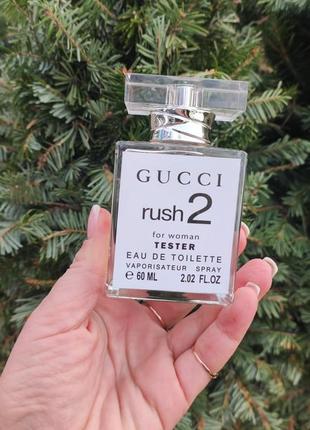 GUCCI
rush 2
for woman
TESTER
EAU DE TOILETTE
VAPORISATEUR SPRAY
℮ 60 ML 2.02 FL.OZ